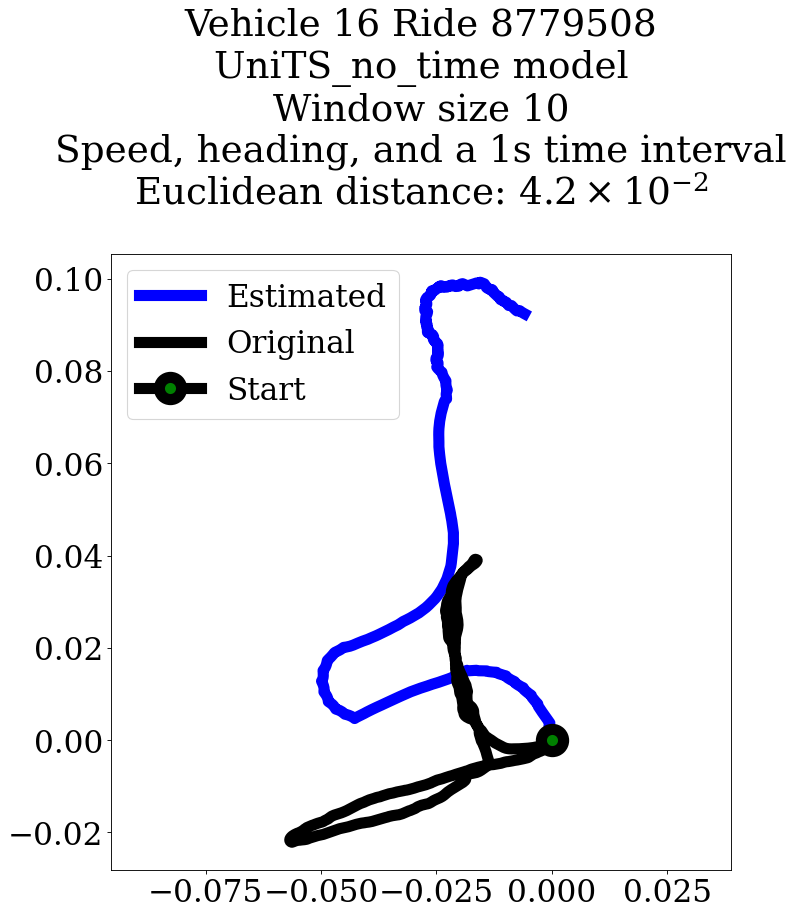 Vehicle 16 Ride 8779508
UniTS_no_time model
Window size 10
Speed, heading, and a 1s time interval
Euclidean distance: 4.2 × 10⁻²
Estimated
Original
Start
0.10
0.08
0.06
0.04
0.02
0.00
−0.02
−0.075 −0.050 −0.025 0.000 0.025